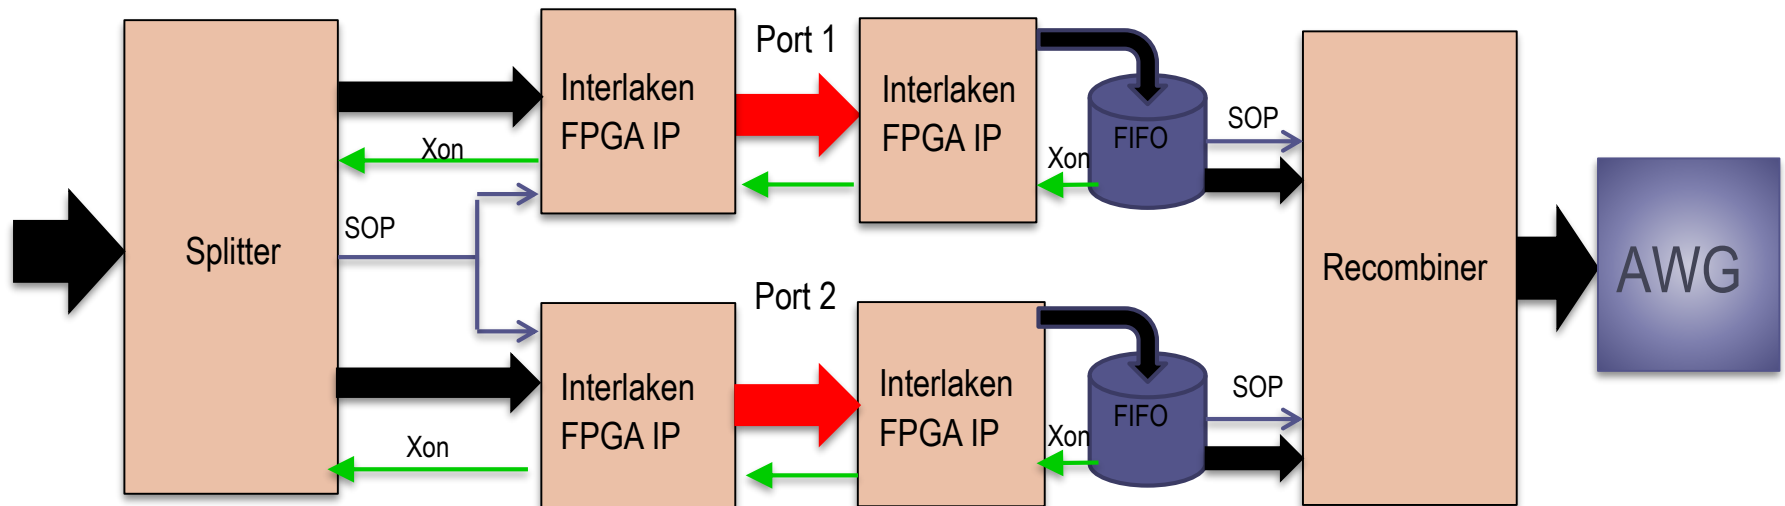 Port 1
Interlaken
FPGA IP
Interlaken
FPGA IP
SOP
FIFO
Xon
Xon
SOP
Splitter
Recombiner
AWG
Port 2
Interlaken
FPGA IP
Interlaken
FPGA IP
SOP
FIFO
Xon
Xon